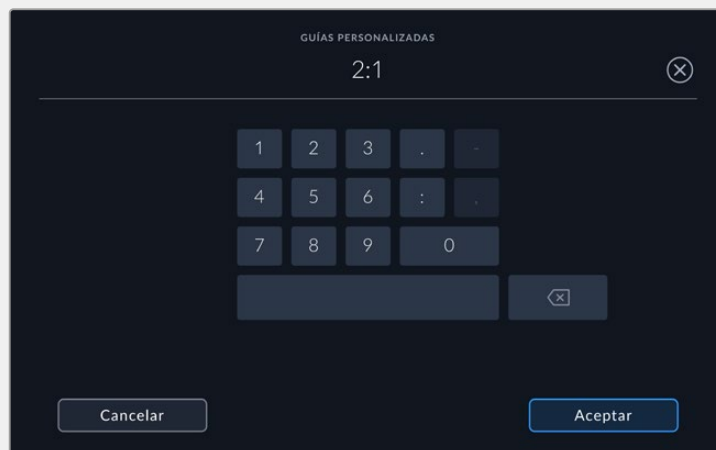 GUÍAS PERSONALIZADAS
2:1
1 2 3 . -
4 5 6 : ,
7 8 9 0
Cancelar Aceptar